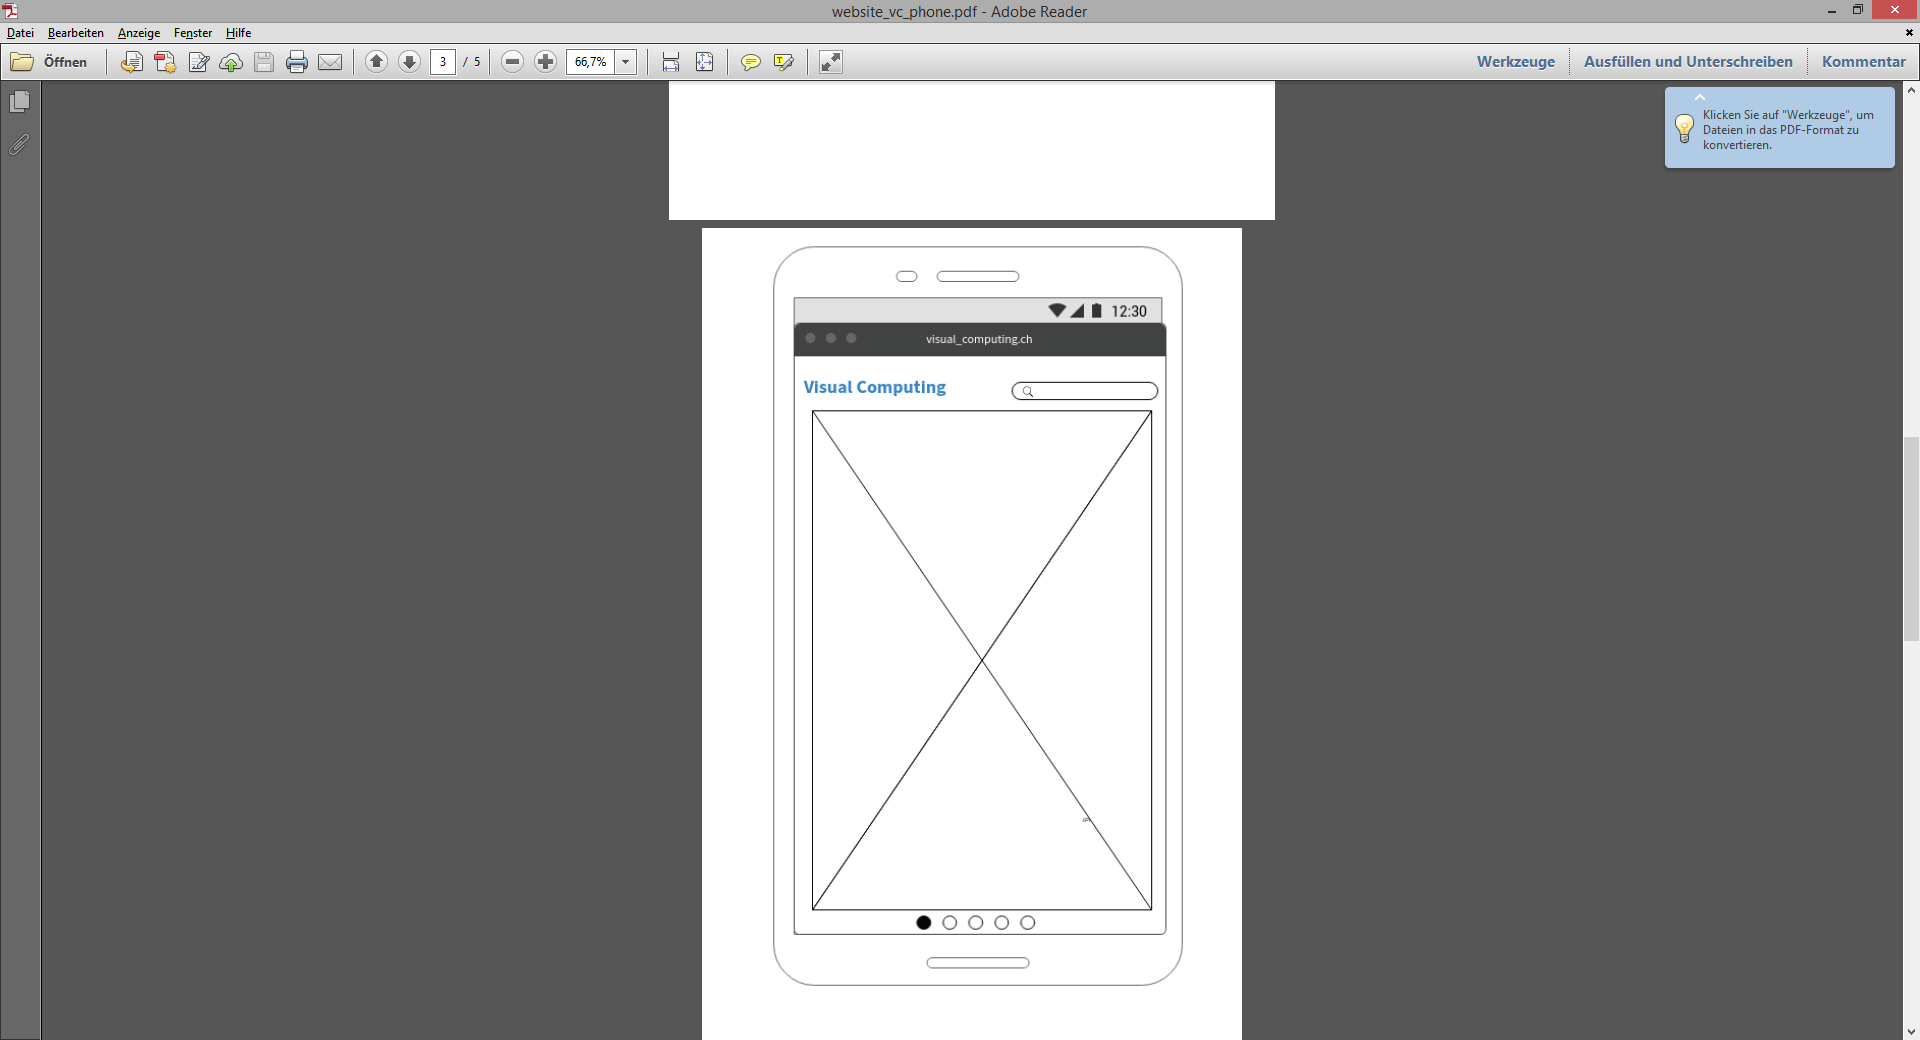 website_vc_phone.pdf - Adobe Reader
Datei Bearbeiten Anzeige Fenster Hilfe
Öffnen 3 / 5 66,7% Werkzeuge Ausfüllen und Unterschreiben Kommentar
Klicken Sie auf "Werkzeuge", um
Dateien in das PDF-Format zu
konvertieren.
12:30
visual_computing.ch
Visual Computing